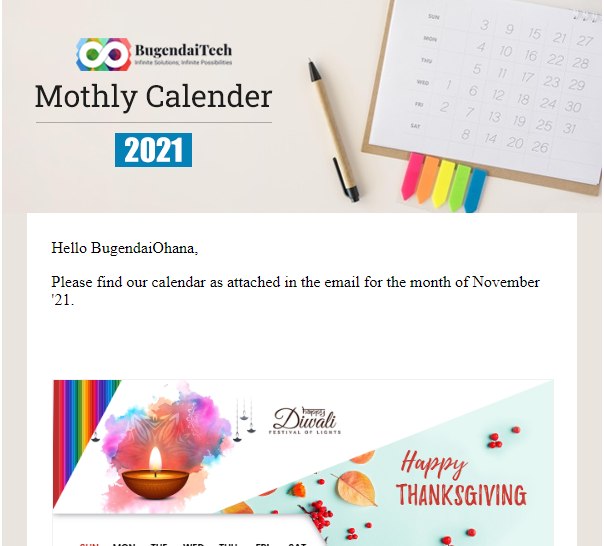 BugendaiTech
Infinite Solutions; Infinite Possibilities
Mothly Calender
2021
SUN 3 9 15 21 27
MON 4 10 16 22 28
THU 5 11 17 23 29
WED 1 6 12 18 24 30
FRI 2 7 13 19 25 31
SAT 8 14 20 26
Hello BugendaiOhana,
Please find our calendar as attached in the email for the month of November
'21.
happy
Diwali
FESTIVAL OF LIGHTS
Happy
THANKSGIVING
SUN MON TUE WED THU FRI SAT